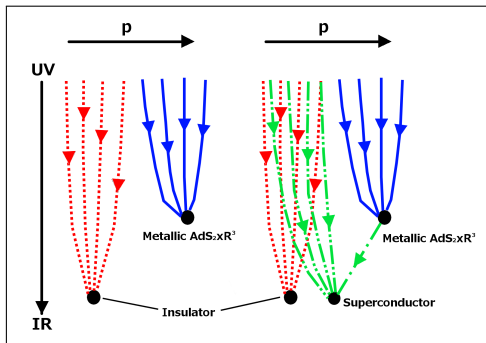 p
p
UV
Metallic AdS₂xR³
Metallic AdS₂xR³
Insulator
Superconductor
IR